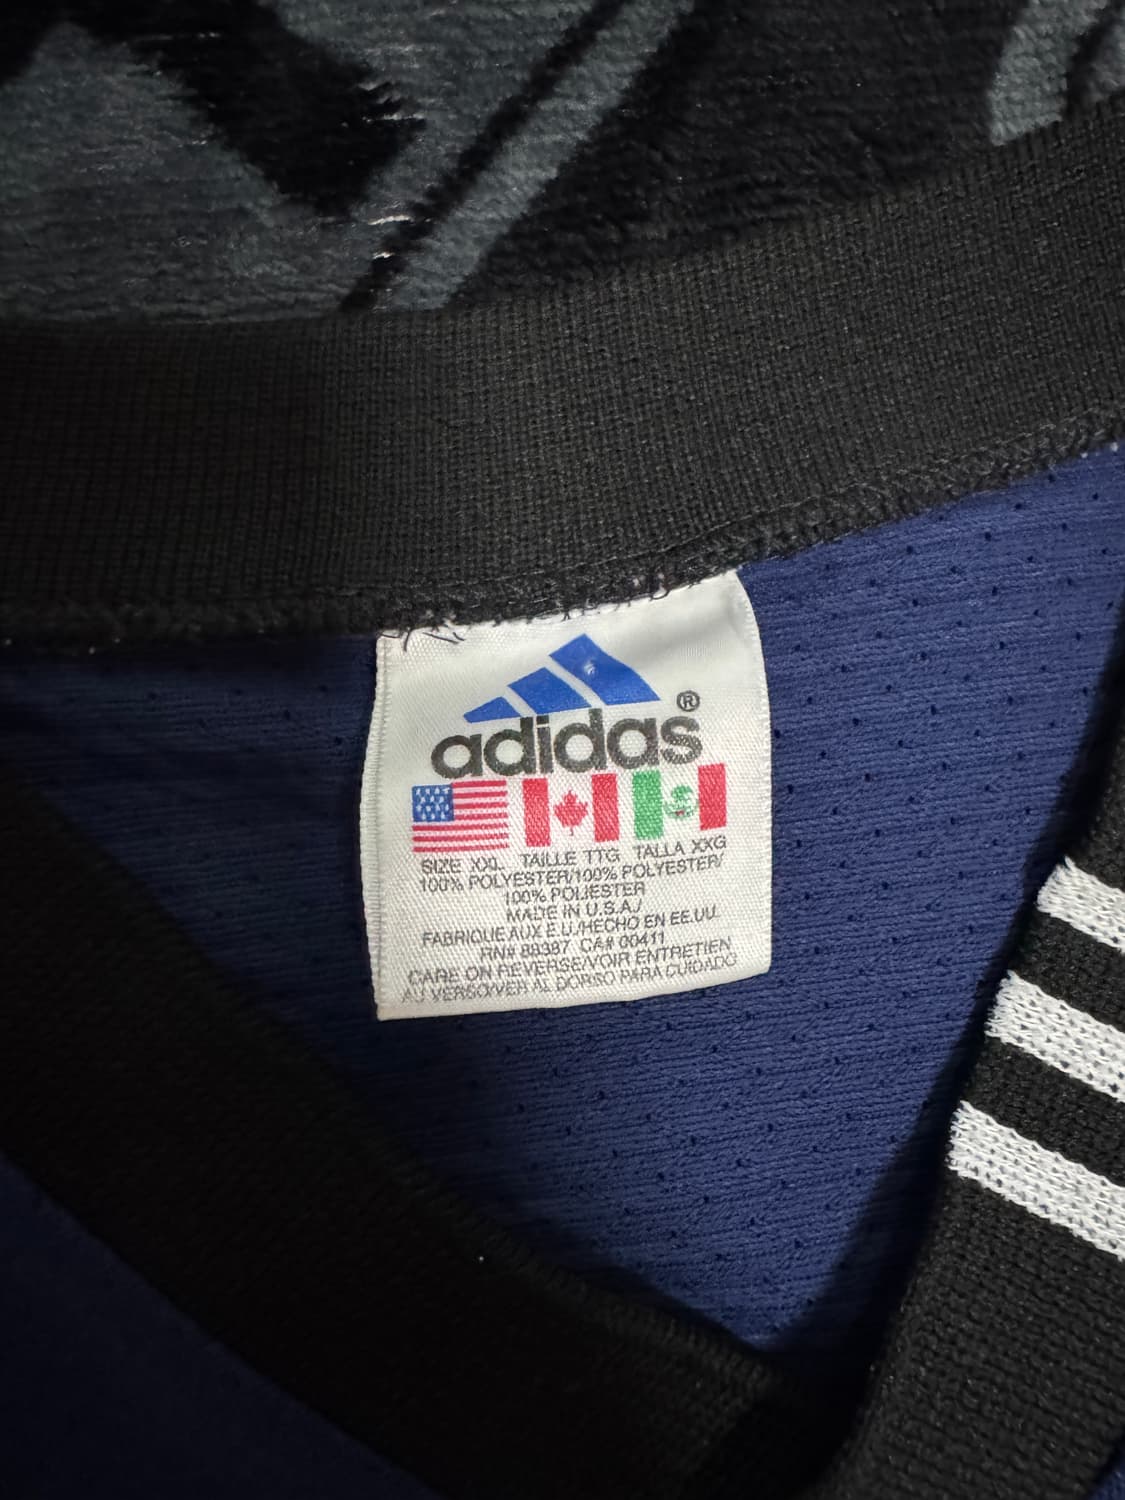 adidas®
SIZE XXL TAILLE TTG TALLA XXG
100% POLYESTER/100% POLYESTER/
100% POLIESTER
MADE IN U.S.A./
FABRIQUE AUX E.U./HECHO EN EE.UU.
RN# 88387 CA# 00411
CARE ON REVERSE/VOIR ENTRETIEN
AU VERSO/VER AL DORSO PARA CUIDADO